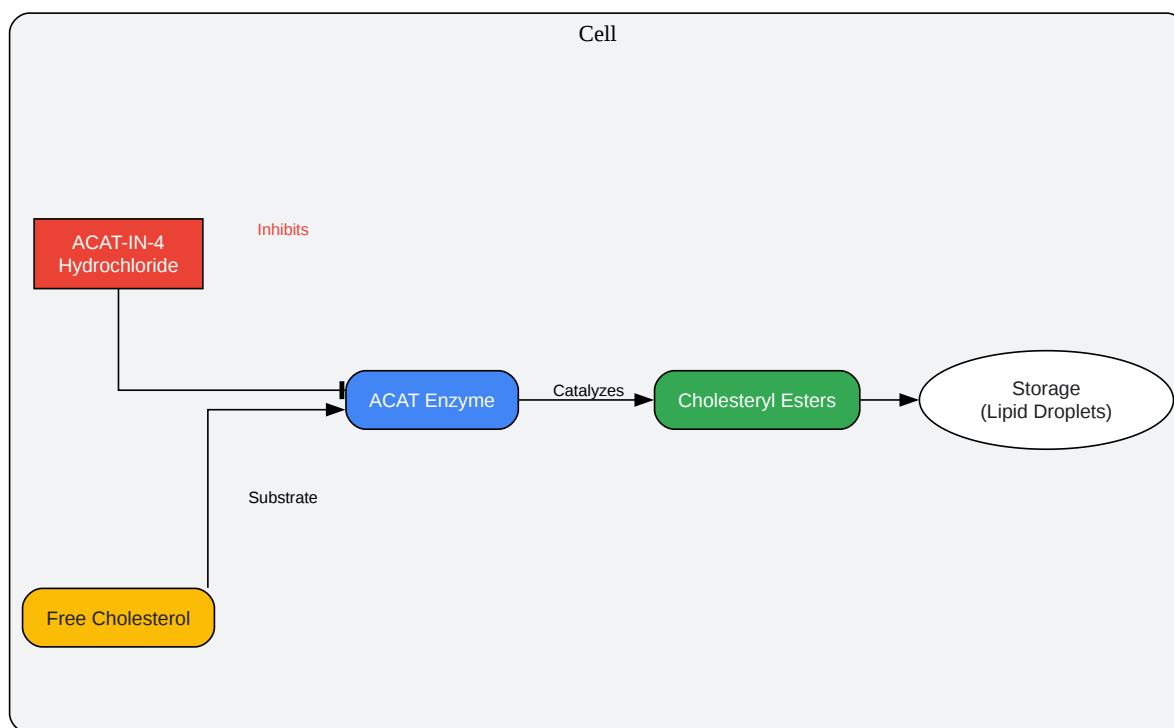 Cell
ACAT-IN-4
Hydrochloride
Inhibits
ACAT Enzyme
Catalyzes
Cholesteryl Esters
Storage
(Lipid Droplets)
Substrate
Free Cholesterol